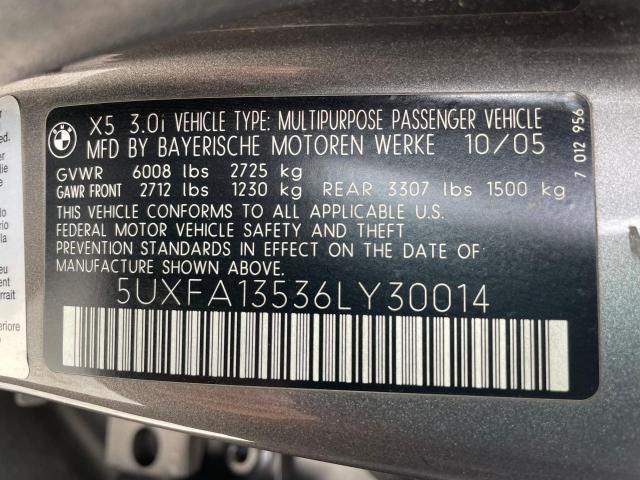 BMW
X5 3.0i VEHICLE TYPE: MULTIPURPOSE PASSENGER VEHICLE
MFD BY BAYERISCHE MOTOREN WERKE 10/05
GVWR 6008 lbs 2725 kg
GAWR FRONT 2712 lbs 1230 kg REAR 3307 lbs 1500 kg
THIS VEHICLE CONFORMS TO ALL APPLICABLE U.S.
FEDERAL MOTOR VEHICLE SAFETY AND THEFT
PREVENTION STANDARDS IN EFFECT ON THE DATE OF
MANUFACTURE SHOWN ABOVE.
5UXFA13536LY30014
7 012 956